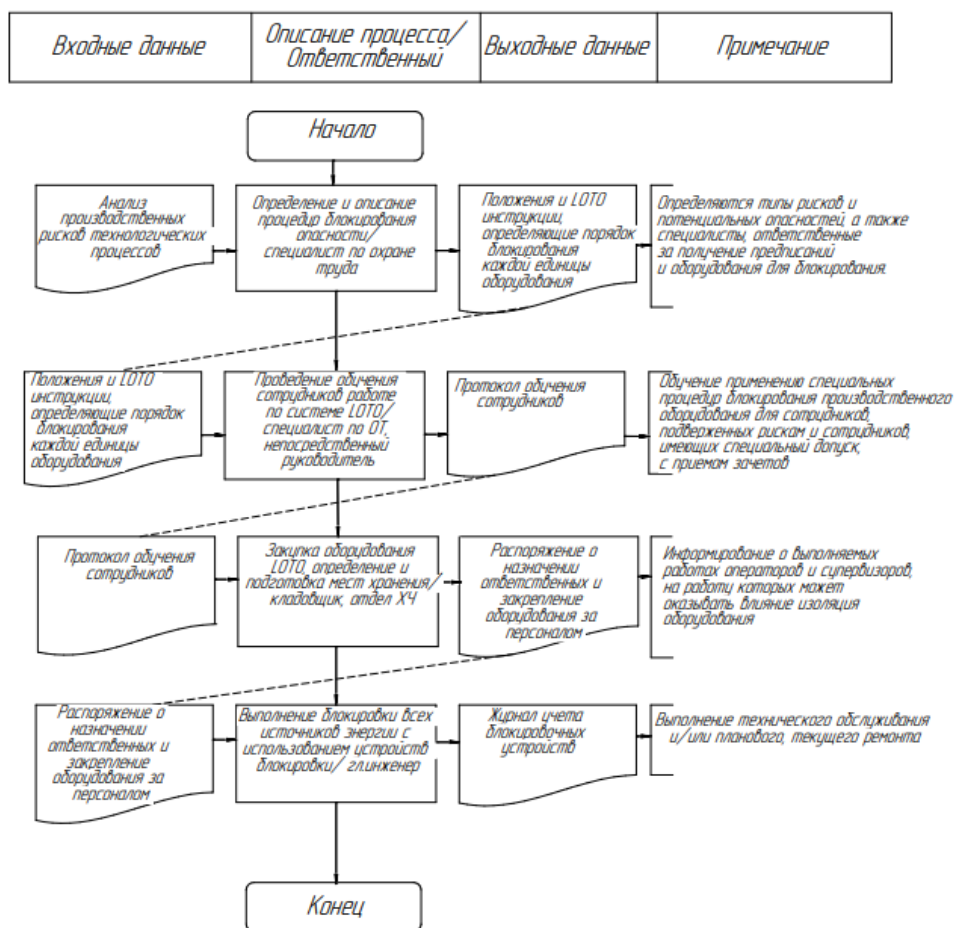 Входные данные
Описание процесса/
Ответственный
Выходные данные
Примечание
Начало
Анализ
производственных
рисков технологических
процессов
Определение и описание
процедур блокирования
опасности/
специалист по охране
труда
Положения и LOTO
инструкции,
определяющие порядок
блокирования
каждой единицы
оборудования
Определяются типы рисков и
потенциальных опасностей, а также
специалисты, ответственные
за получение предписаний
и оборудования для блокирования.
Положения и LOTO
инструкции,
определяющие порядок
блокирования
каждой единицы
оборудования
Проведение обучения
сотрудников работе
по системе LOTO/
специалист по ОТ,
непосредственный
руководитель
Протокол обучения
сотрудников
Обучение применению специальных
процедур блокирования производственного
оборудования для сотрудников,
подверженных рискам и сотрудников,
имеющих специальный допуск,
с приемом зачетов
Протокол обучения
сотрудников
Закупка оборудования
LOTO, определение и
подготовка мест хранения/
кладовщик, отдел ХЧ
Распоряжение о
назначении
ответственных и
закрепление
оборудования за
персоналом
Информирование о выполняемых
работах операторов и супервизоров,
на работу которых может
оказывать влияние изоляция
оборудования
Распоряжение о
назначении
ответственных и
закрепление
оборудования за
персоналом
Выполнение блокировки всех
источников энергии с
использованием устройств
блокировки/ гл.инженер
Журнал учета
блокировочных
устройств
Выполнение технического обслуживания
и/или планового, текущего ремонта
Конец